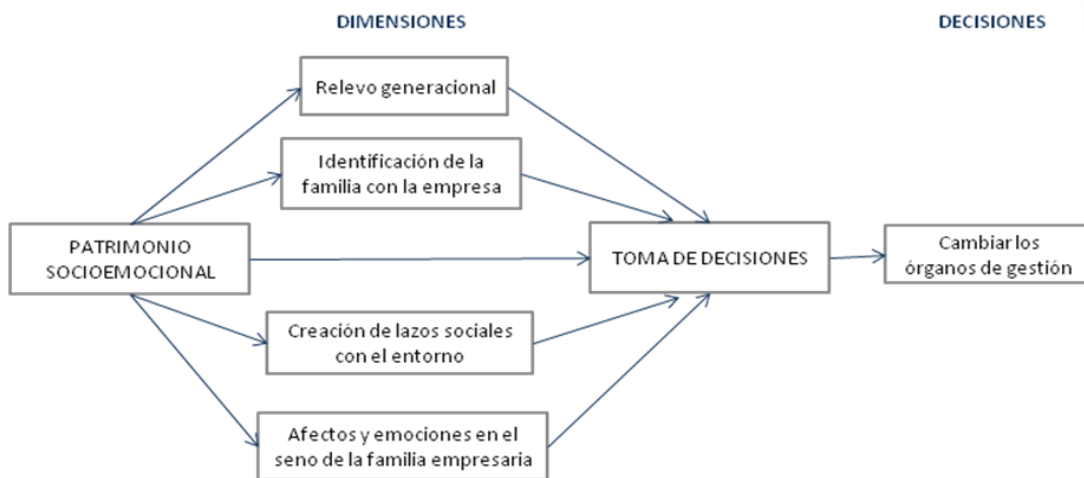 DIMENSIONES
DECISIONES
Relevo generacional
Identificación de la
familia con la empresa
PATRIMONIO
SOCIOEMOCIONAL
TOMA DE DECISIONES
Cambiar los
órganos de gestión
Creación de lazos sociales
con el entorno
Afectos y emociones en el
seno de la familia empresaria